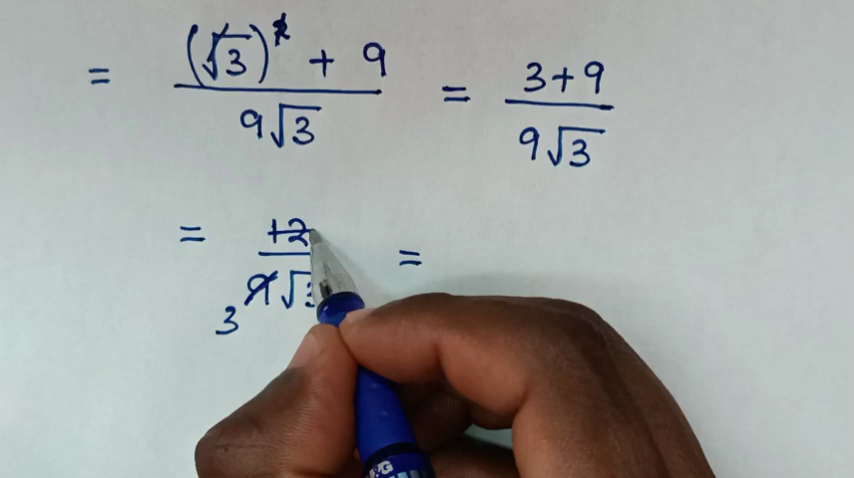 = ((√3)² + 9)/(9√3) = (3+9)/(9√3)
= 12/(9√3) =
3